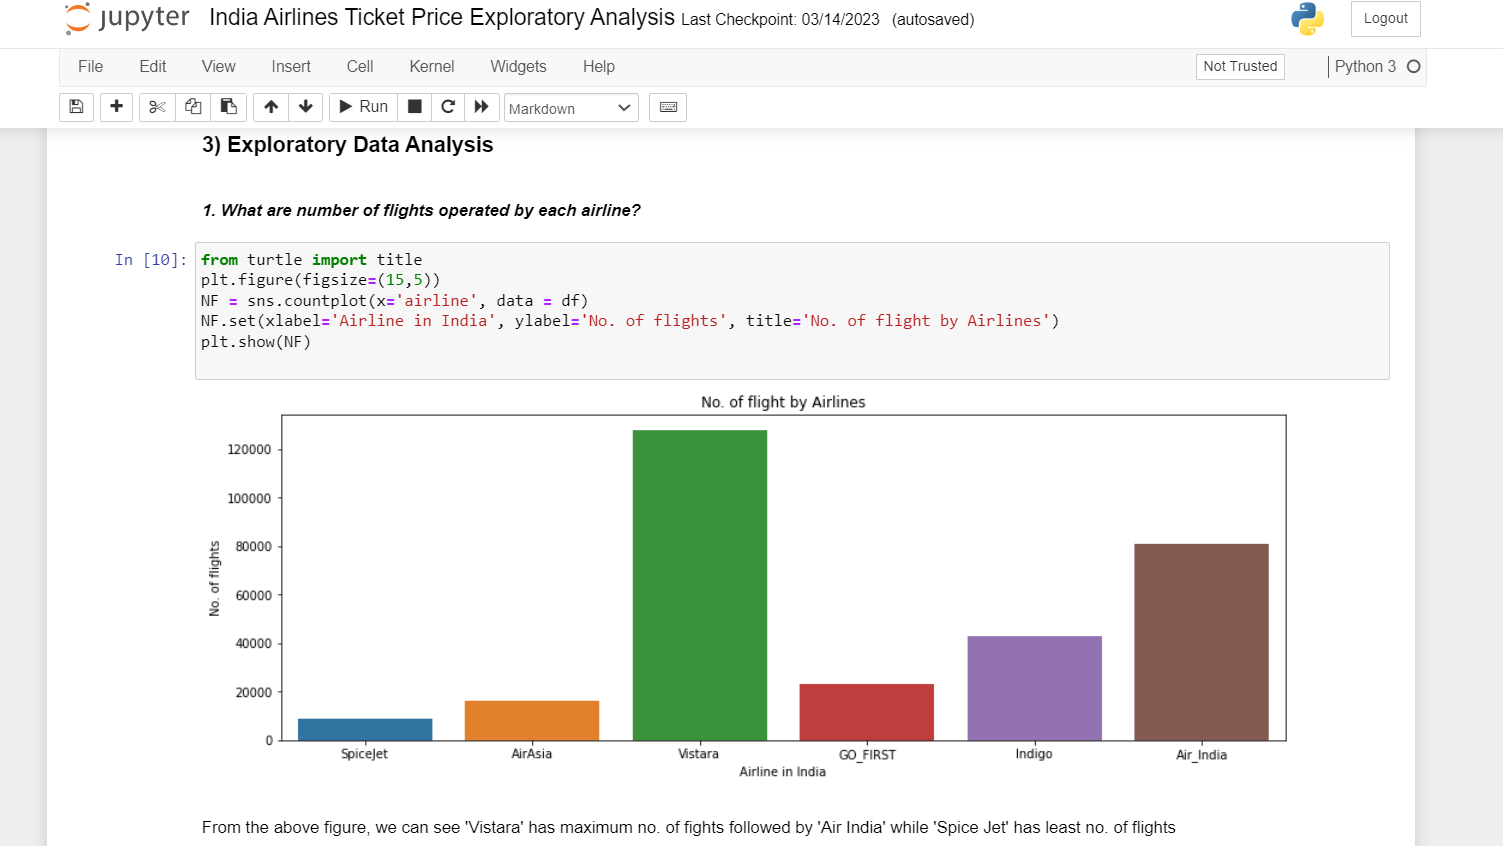 jupyter India Airlines Ticket Price Exploratory Analysis Last Checkpoint: 03/14/2023 (autosaved) Logout
File Edit View Insert Cell Kernel Widgets Help Not Trusted Python 3
Run Markdown
3) Exploratory Data Analysis
1. What are number of flights operated by each airline?
In [10]: from turtle import title
plt.figure(figsize=(15,5))
NF = sns.countplot(x='airline', data = df)
NF.set(xlabel='Airline in India', ylabel='No. of flights', title='No. of flight by Airlines')
plt.show(NF)
No. of flight by Airlines
120000
100000
80000
60000
40000
20000
0
No. of flights
SpiceJet AirAsia Vistara GO_FIRST Indigo Air_India
Airline in India
From the above figure, we can see 'Vistara' has maximum no. of fights followed by 'Air India' while 'Spice Jet' has least no. of flights